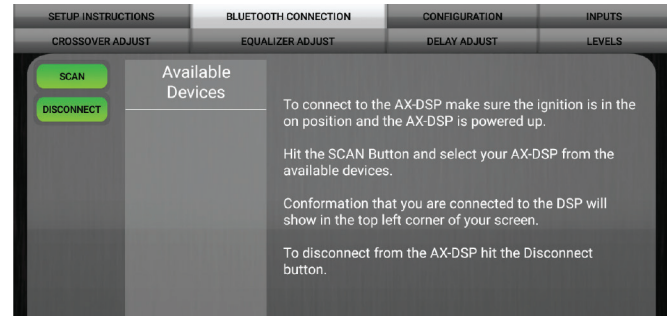 SETUP INSTRUCTIONS BLUETOOTH CONNECTION CONFIGURATION INPUTS
CROSSOVER ADJUST EQUALIZER ADJUST DELAY ADJUST LEVELS
SCAN
DISCONNECT
Available
Devices
To connect to the AX-DSP make sure the ignition is in the
on position and the AX-DSP is powered up.
Hit the SCAN Button and select your AX-DSP from the
available devices.
Conformation that you are connected to the DSP will
show in the top left corner of your screen.
To disconnect from the AX-DSP hit the Disconnect
button.